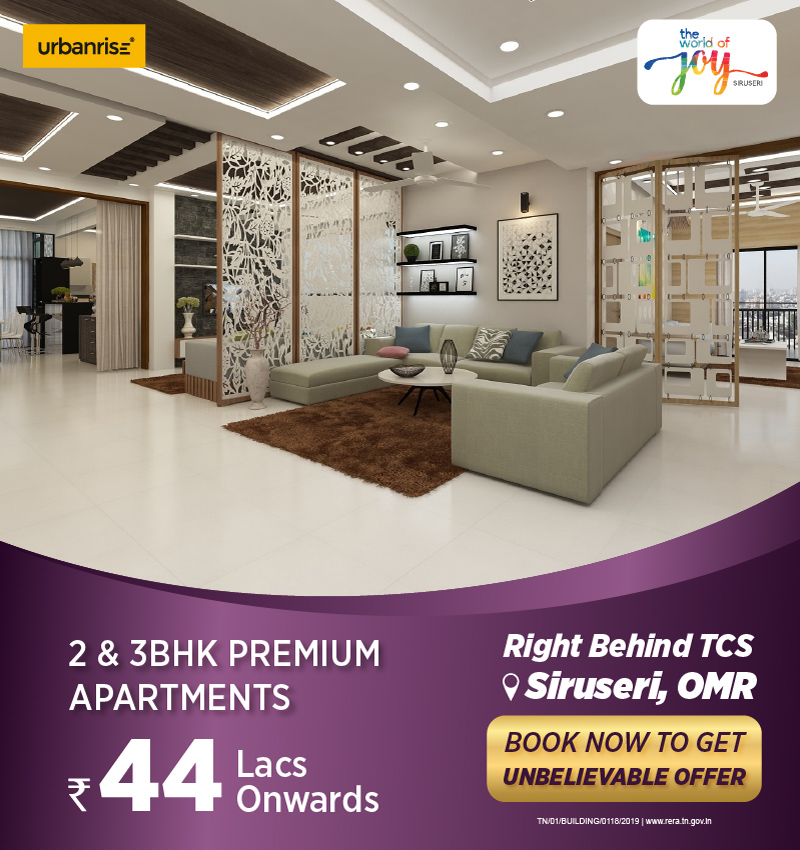 urbanrise®
the
world of
joy
SIRUSERI
2 & 3BHK PREMIUM
APARTMENTS
₹ 44 Lacs
Onwards
Right Behind TCS
Siruseri, OMR
BOOK NOW TO GET
UNBELIEVABLE OFFER
TN/01/BUILDING/0118/2019 | www.rera.tn.gov.in